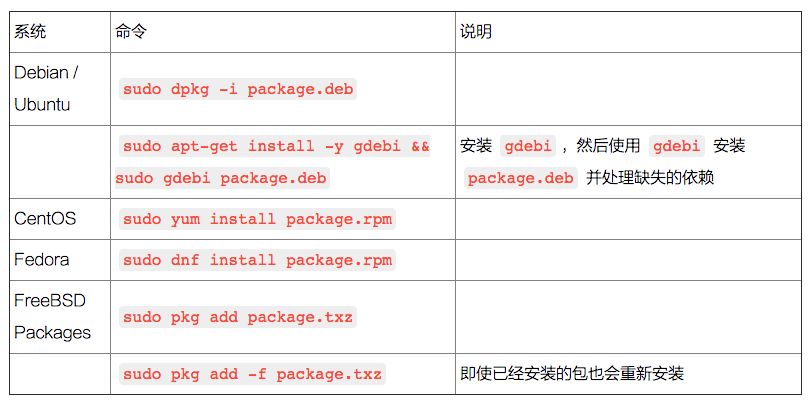 系统 命令 说明
Debian / Ubuntu sudo dpkg -i package.deb
sudo apt-get install -y gdebi && 安装 gdebi ，然后使用 gdebi 安装
sudo gdebi package.deb package.deb 并处理缺失的依赖
CentOS sudo yum install package.rpm
Fedora sudo dnf install package.rpm
FreeBSD Packages sudo pkg add package.txz
sudo pkg add -f package.txz 即使已经安装的包也会重新安装